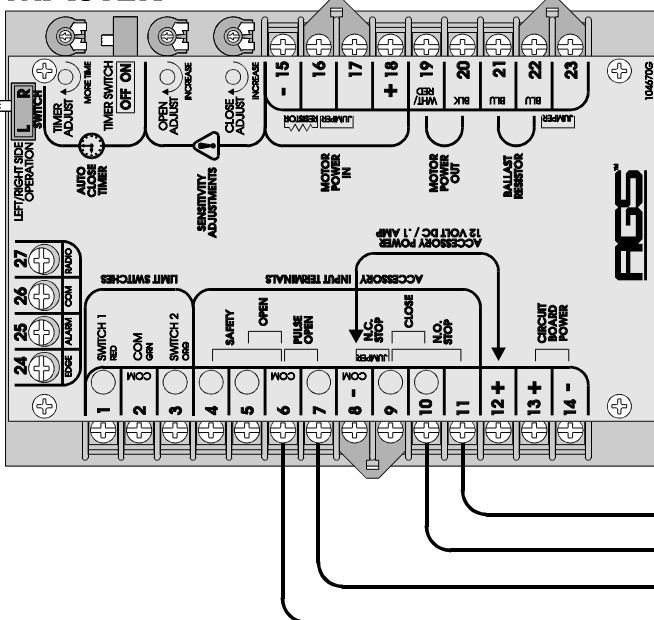 15 -
16
17
18 +
19
20
21
22
23
104670G
L R
SWITCH
LEFT/RIGHT SIDE
OPERATION
TIMER
ADJUST
MORE TIME
TIMER SWITCH
OFF ON
OPEN
ADJUST
INCREASE
CLOSE
ADJUST
INCREASE
RESISTOR
JUMPER
WHT/
RED
BLK
BLU
BLU
JUMPER
AUTO
CLOSE
TIMER
!
SENSITIVITY
ADJUSTMENTS
MOTOR
POWER
IN
MOTOR
POWER
OUT
BALLAST
RESISTOR
AGS™
ACCESSORY POWER
12 VOLT DC / .1 AMP
27 RADIO
26 COM
25 ALARM
24 EDGE
LIMIT SWITCHES
ACCESSORY INPUT TERMINALS
SWITCH 1
RED
COM
GRN
SWITCH 2
ORG
SAFETY
OPEN
PULSE
OPEN
N.C.
STOP
CLOSE
N.O.
STOP
CIRCUIT
BOARD
POWER
JUMPER
COM
COM
COM
1
2
3
4
5
6
7
8 -
9
10
11
12 +
13 +
14 -